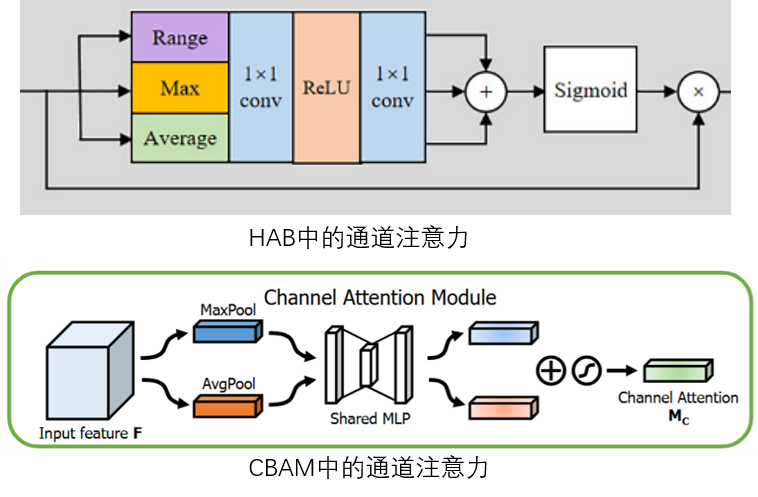 Range
Max
Average
1×1
conv
ReLU
1×1
conv
+
Sigmoid
×
HAB中的通道注意力
Channel Attention Module
MaxPool
AvgPool
Input feature F
Shared MLP
Channel Attention
Mc
CBAM中的通道注意力